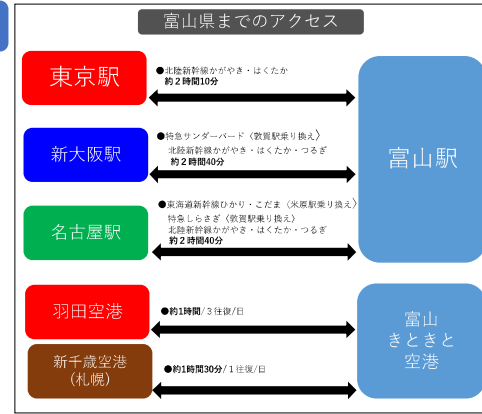 富山県までのアクセス
東京駅
●北陸新幹線かがやき・はくたか
約2時間10分
新大阪駅
●特急サンダーバード〈敦賀駅乗り換え〉
北陸新幹線かがやき・はくたか・つるぎ
約2時間40分
富山駅
名古屋駅
●東海道新幹線ひかり・こだま〈米原駅乗り換え〉
特急しらさぎ〈敦賀駅乗り換え〉
北陸新幹線かがやき・はくたか・つるぎ
約2時間40分
羽田空港
●約1時間/3往復/日
富山
きときと
空港
新千歳空港
(札幌)
●約1時間30分/1往復/日